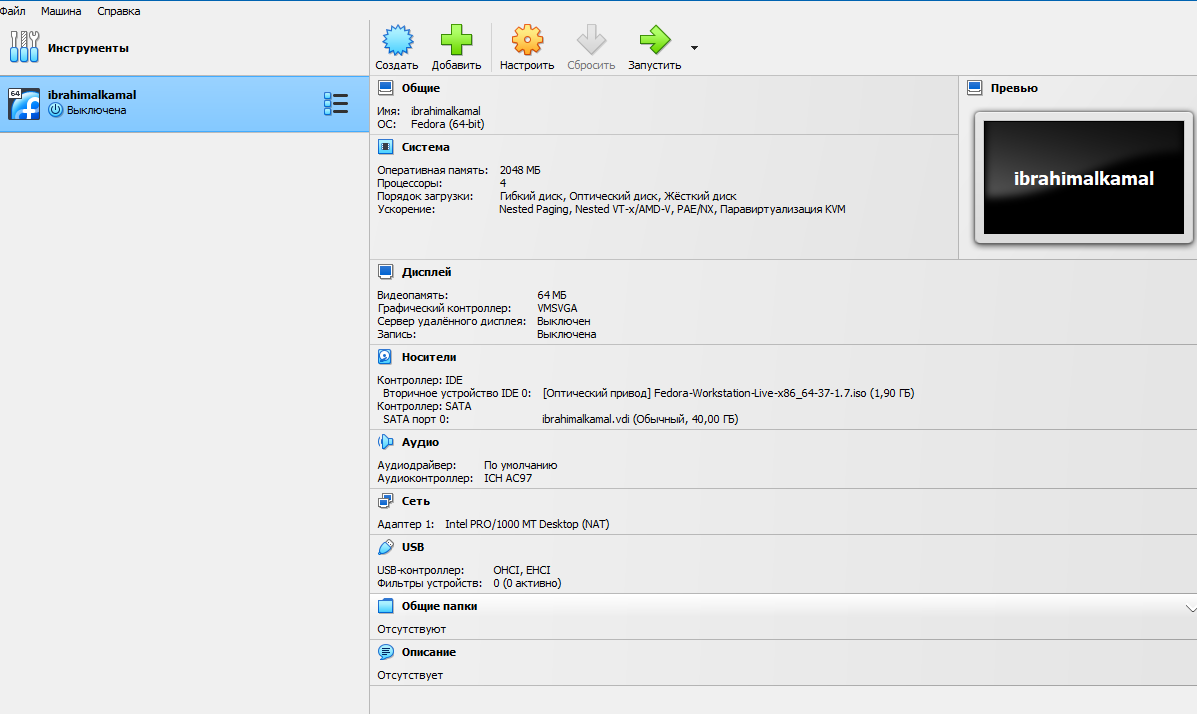 Файл Машина Справка
Инструменты
64 ibrahimalkamal
Выключена
Создать Добавить Настроить Сбросить Запустить
Общие
Имя: ibrahimalkamal
ОС: Fedora (64-bit)
Превью
ibrahimalkamal
Система
Оперативная память: 2048 МБ
Процессоры: 4
Порядок загрузки: Гибкий диск, Оптический диск, Жёсткий диск
Ускорение: Nested Paging, Nested VT-x/AMD-V, PAE/NX, Паравиртуализация KVM
Дисплей
Видеопамять: 64 МБ
Графический контроллер: VMSVGA
Сервер удалённого дисплея: Выключен
Запись: Выключена
Носители
Контроллер: IDE
Вторичное устройство IDE 0: [Оптический привод] Fedora-Workstation-Live-x86_64-37-1.7.iso (1,90 ГБ)
Контроллер: SATA
SATA порт 0: ibrahimalkamal.vdi (Обычный, 40,00 ГБ)
Аудио
Аудиодрайвер: По умолчанию
Аудиоконтроллер: ICH AC97
Сеть
Адаптер 1: Intel PRO/1000 MT Desktop (NAT)
USB
USB-контроллер: OHCI, EHCI
Фильтры устройств: 0 (0 активно)
Общие папки
Отсутствуют
Описание
Отсутствует